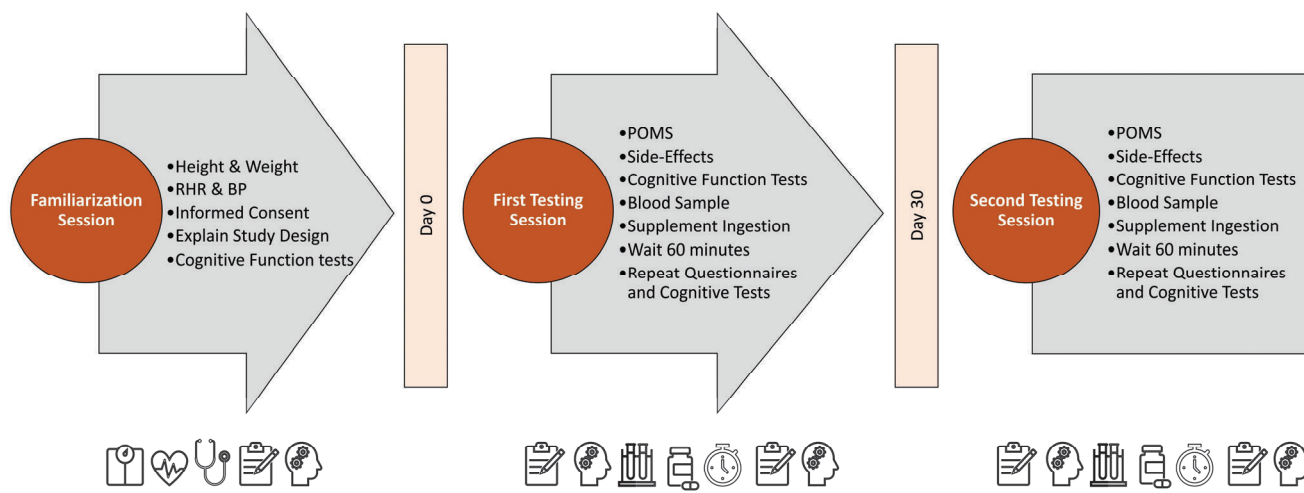 Familiarization
Session
•Height & Weight
•RHR & BP
•Informed Consent
•Explain Study Design
•Cognitive Function tests
Day 0
First Testing
Session
•POMS
•Side-Effects
•Cognitive Function Tests
•Blood Sample
•Supplement Ingestion
•Wait 60 minutes
•Repeat Questionnaires
and Cognitive Tests
Day 30
Second Testing
Session
•POMS
•Side-Effects
•Cognitive Function Tests
•Blood Sample
•Supplement Ingestion
•Wait 60 minutes
•Repeat Questionnaires
and Cognitive Tests